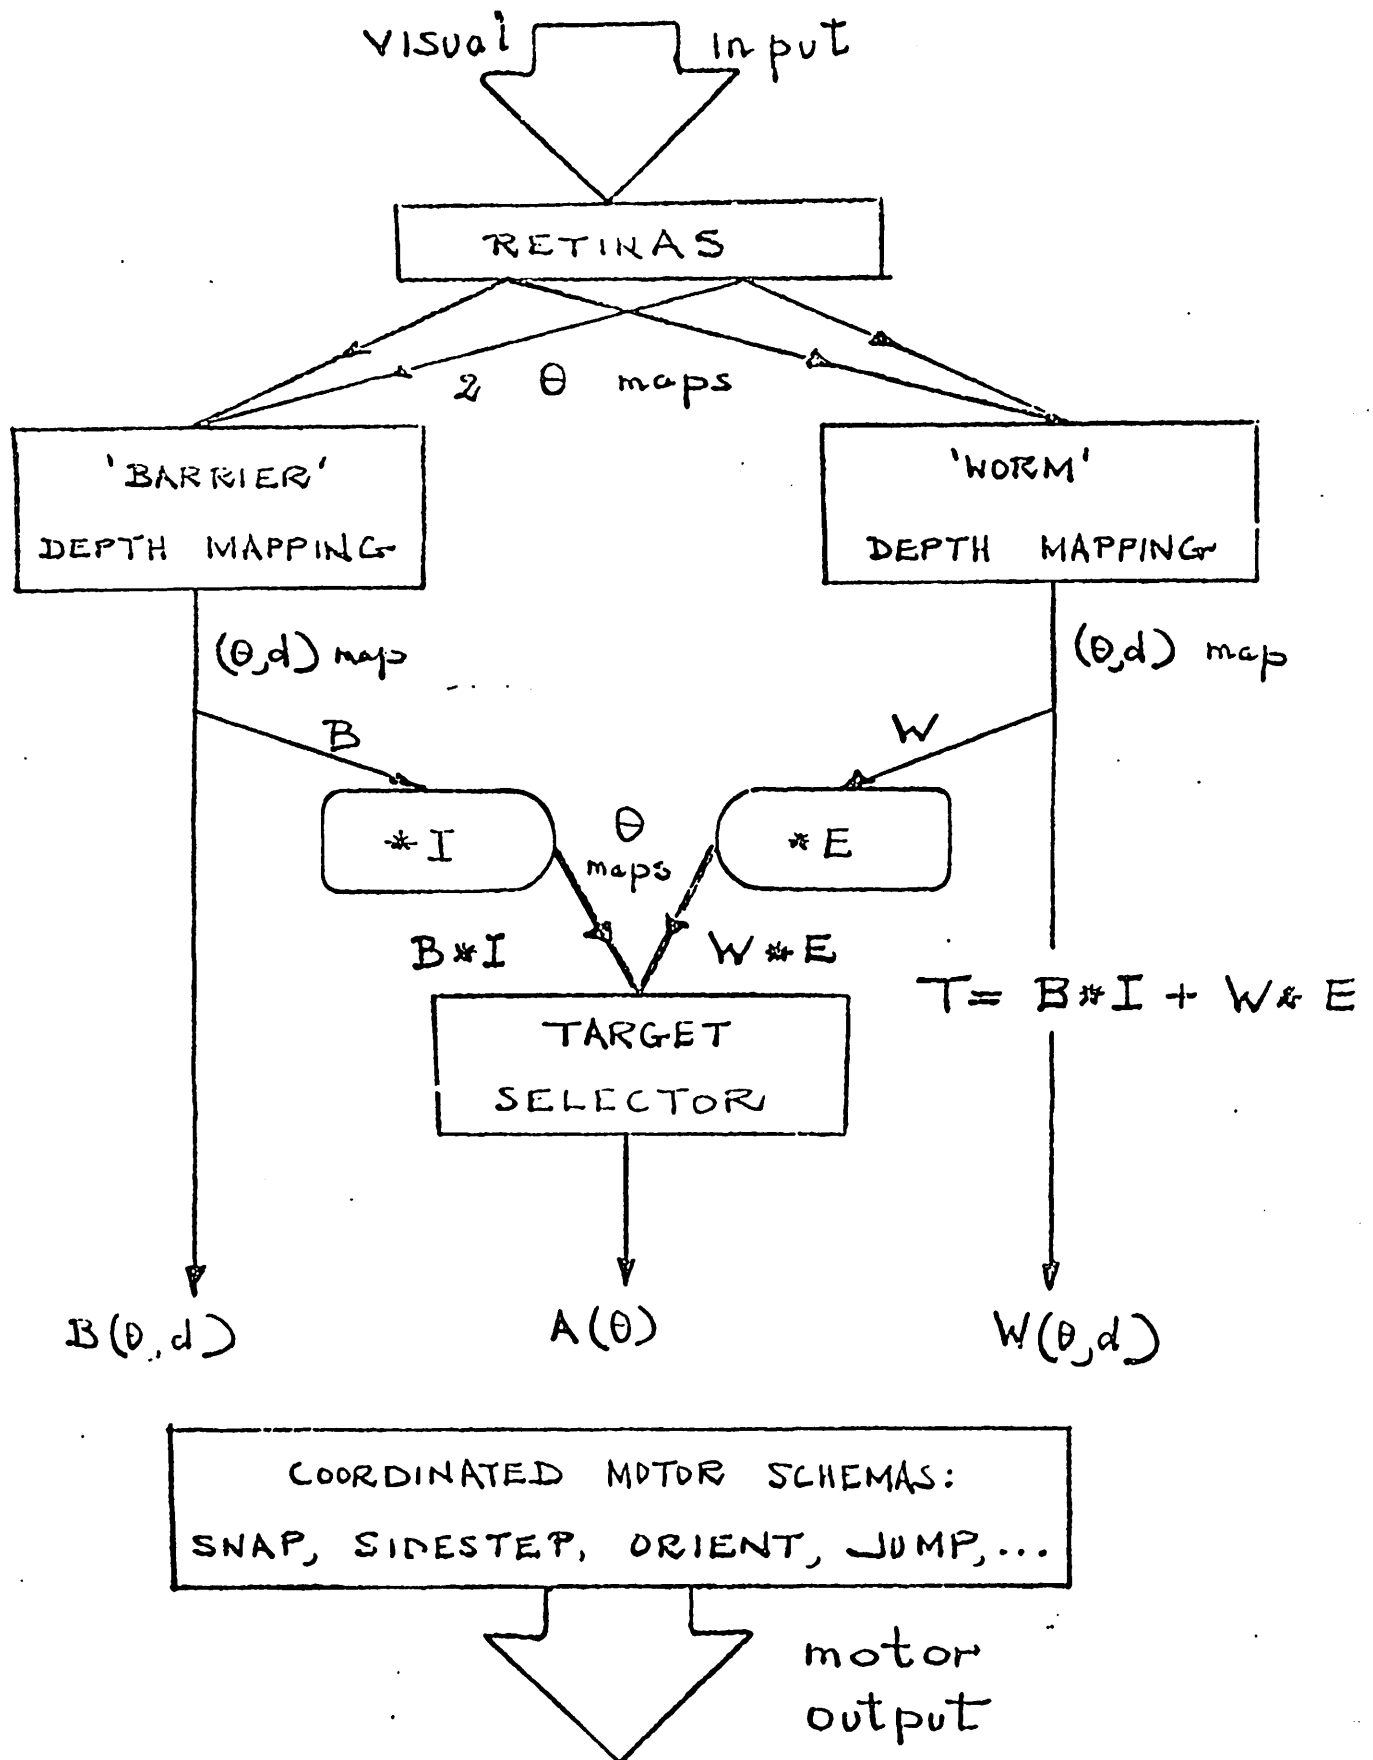 visual input
RETINAS
2 θ maps
'BARRIER'
DEPTH MAPPING
'WORM'
DEPTH MAPPING
(θ,d) map
(θ,d) map
B
W
*I
θ
maps
*E
B*I
W*E
T= B*I + W*E
TARGET
SELECTOR
B(θ,d)
A(θ)
W(θ,d)
COORDINATED MOTOR SCHEMAS:
SNAP, SIDESTEP, ORIENT, JUMP,...
motor
output